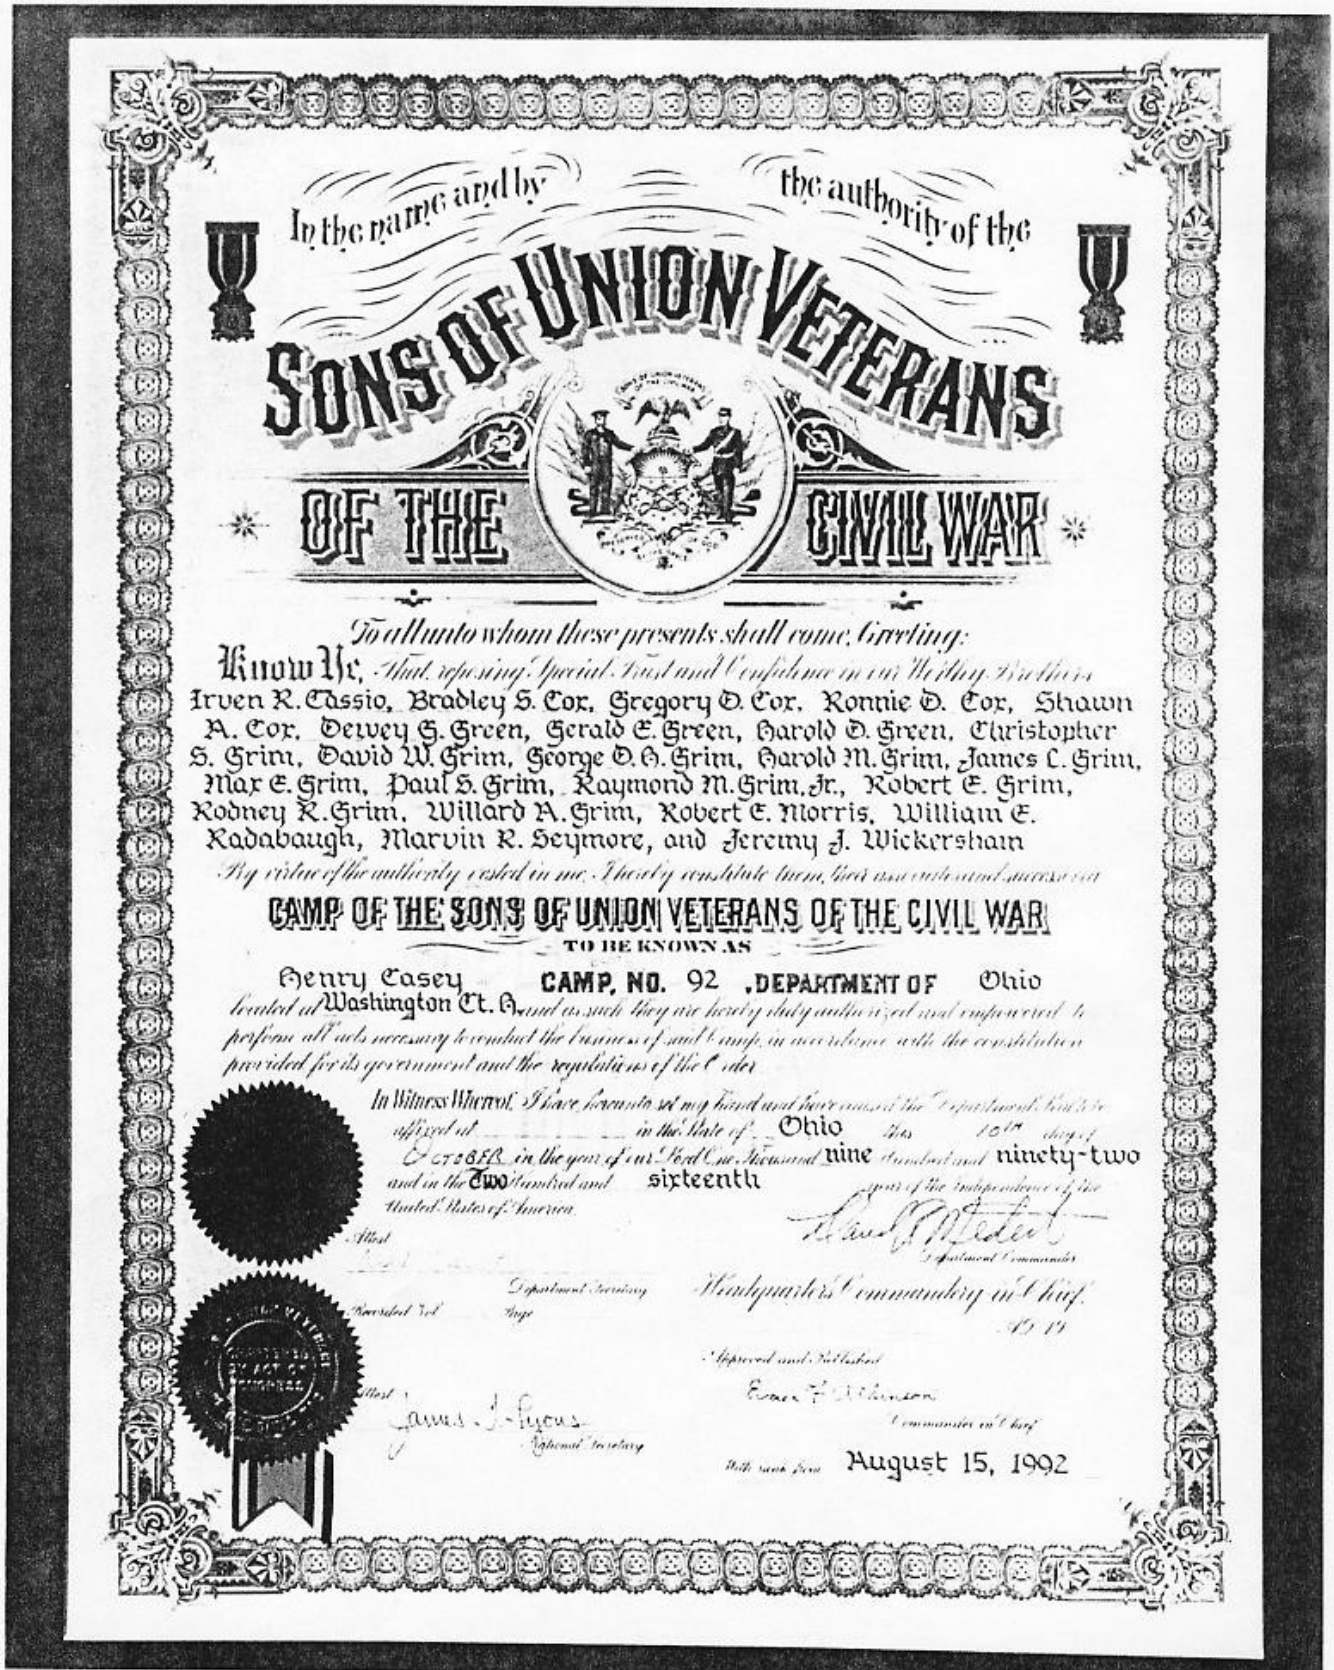 In the name and by the authority of the
SONS OF UNION VETERANS
OF THE CIVIL WAR
To all unto whom these presents shall come, Greeting:
Know Ye, That, reposing Special Trust and Confidence in our Worthy Brothers
Irven R. Cassio, Bradley S. Cox, Gregory D. Cox, Ronnie D. Cox, Shawn
A. Cox, Dewey G. Green, Gerald E. Green, Harold D. Green, Christopher
S. Grim, David W. Grim, George D. H. Grim, Harold M. Grim, James L. Grim,
Max E. Grim, Paul S. Grim, Raymond M. Grim, Jr., Robert E. Grim,
Rodney R. Grim, Willard A. Grim, Robert E. Morris, William E.
Radabaugh, Marvin R. Seymore, and Jeremy J. Wickersham
By virtue of the authority vested in me, I hereby constitute them, their associates and successors
CAMP OF THE SONS OF UNION VETERANS OF THE CIVIL WAR
TO BE KNOWN AS
Henry Casey CAMP, NO. 92 , DEPARTMENT OF Ohio
located at Washington Ct. H. and as such they are hereby duly authorized and empowered to
perform all acts necessary to conduct the business of said Camp, in accordance with the constitution
provided for its government and the regulations of the Order
In Witness Whereof, I have hereunto set my Hand and have caused the Department Seal to be
affixed at in the State of Ohio this 10th day of
OCTOBER in the year of our Lord One Thousand nine Hundred and ninety-two
and in the Two Hundred and sixteenth year of the Independence of the
United States of America.
Attest
Department Commander
Department Secretary
Headquarters Commandery-in-Chief,
Recorded Vol Page
19
Approved and Published
CHARTERED
BY ACT OF
CONGRESS
Attest
James J. Lyons
Commander in Chief
National Secretary
With rank from August 15, 1992